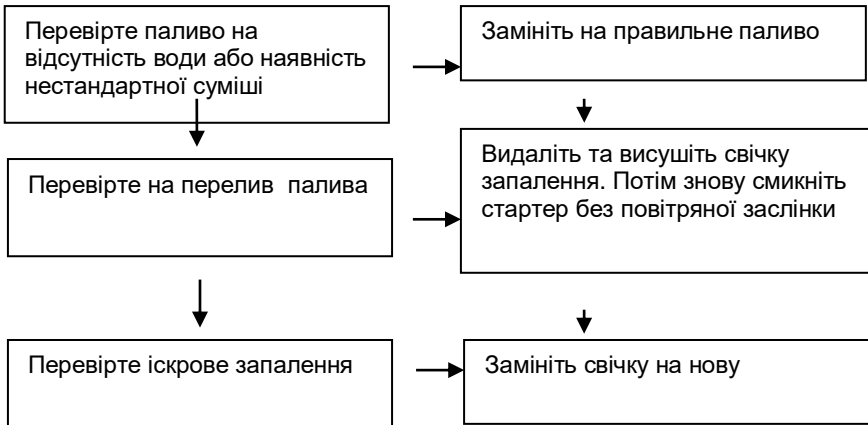 Перевірте паливо на
відсутність води або наявність
нестандартної суміші
Замініть на правильне паливо
Перевірте на перелив палива
Видаліть та висушіть свічку
запалення. Потім знову смикніть
стартер без повітряної заслінки
Перевірте іскрове запалення
Замініть свічку на нову